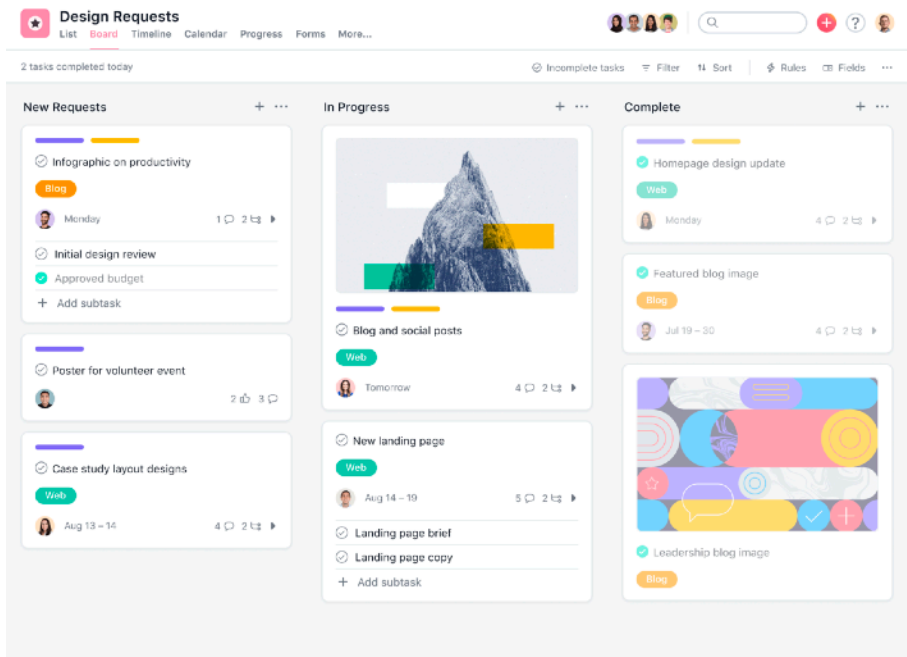 Design Requests
List Board Timeline Calendar Progress Forms More...
?
2 tasks completed today
Incomplete tasks Filter Sort Rules Fields
New Requests
Infographic on productivity
Blog
Monday 1 2
Initial design review
Approved budget
+ Add subtask
Poster for volunteer event
2 3
Case study layout designs
Web
Aug 13 – 14 4 2
In Progress
Blog and social posts
Web
Tomorrow 4 2
New landing page
Web
Aug 14 – 19 5 2
Landing page brief
Landing page copy
+ Add subtask
Complete
Homepage design update
Web
Monday 4 2
Featured blog image
Blog
Jul 19 – 30 4 2
Leadership blog image
Blog